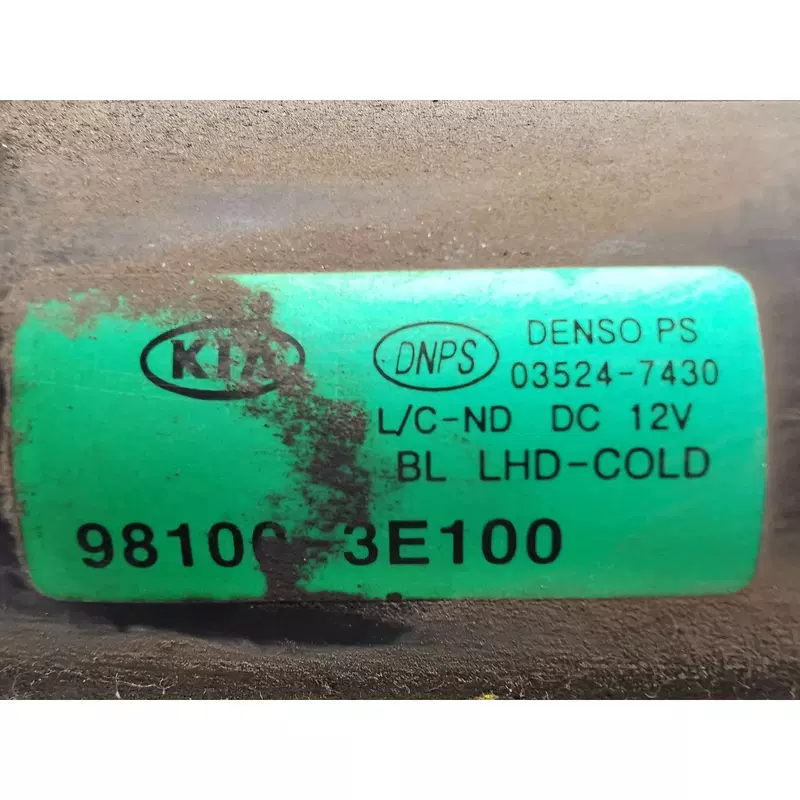 KIA DNPS DENSO PS
03524-7430
L/C-ND DC 12V
BL LHD-COLD
98100-3E100